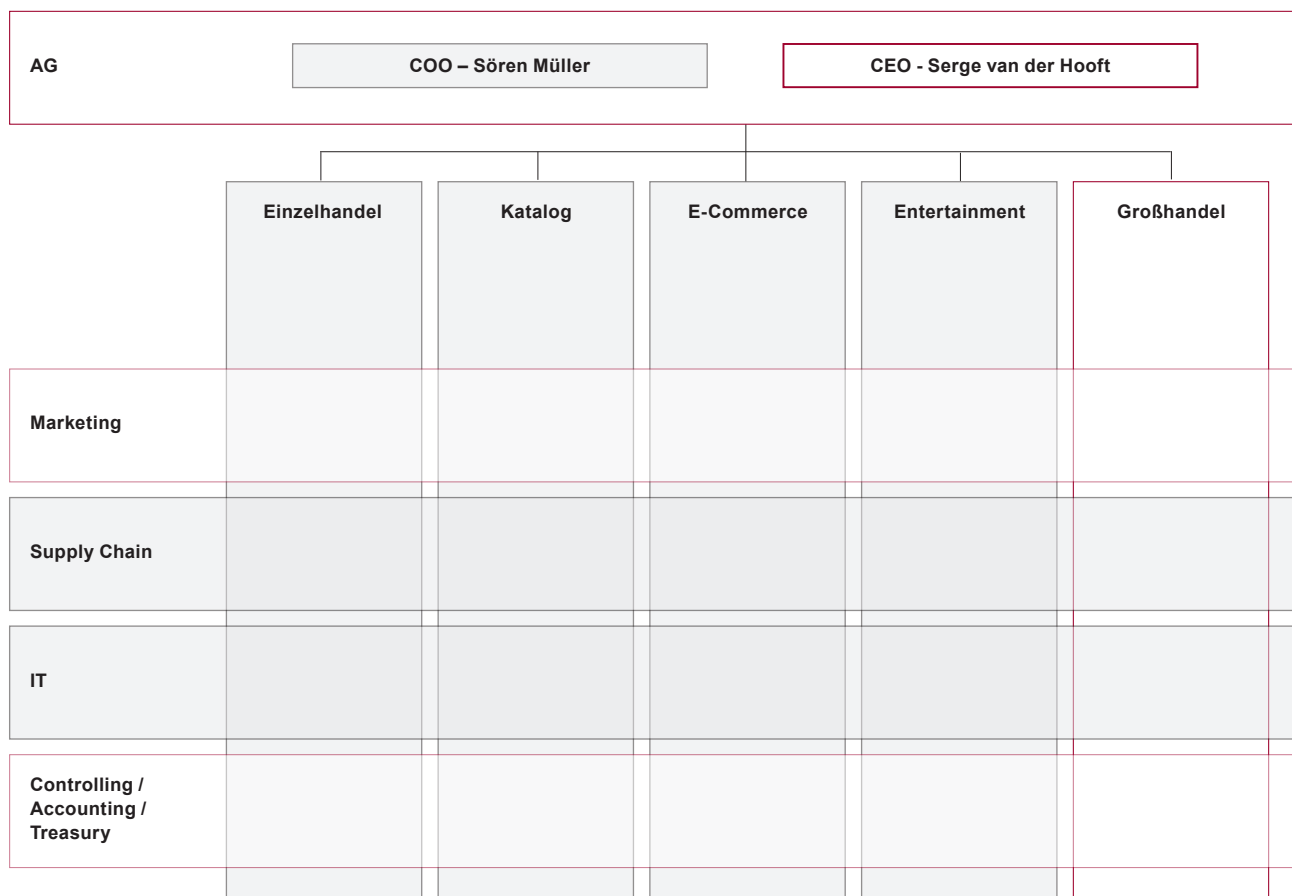 AG
COO – Sören Müller
CEO - Serge van der Hooft
Einzelhandel
Katalog
E-Commerce
Entertainment
Großhandel
Marketing
Supply Chain
IT
Controlling /
Accounting /
Treasury